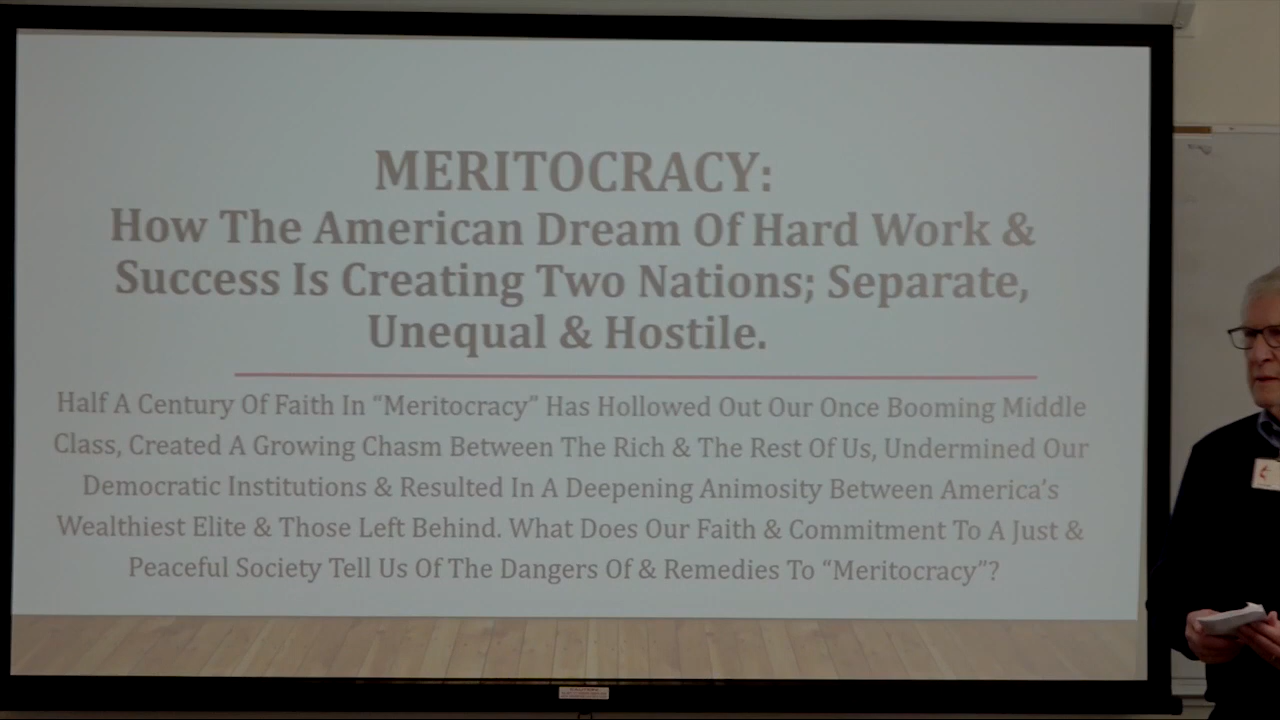 MERITOCRACY:
How The American Dream Of Hard Work &
Success Is Creating Two Nations; Separate,
Unequal & Hostile.
Half A Century Of Faith In “Meritocracy” Has Hollowed Out Our Once Booming Middle
Class, Created A Growing Chasm Between The Rich & The Rest Of Us, Undermined Our
Democratic Institutions & Resulted In A Deepening Animosity Between America’s
Wealthiest Elite & Those Left Behind. What Does Our Faith & Commitment To A Just &
Peaceful Society Tell Us Of The Dangers Of & Remedies To “Meritocracy”?